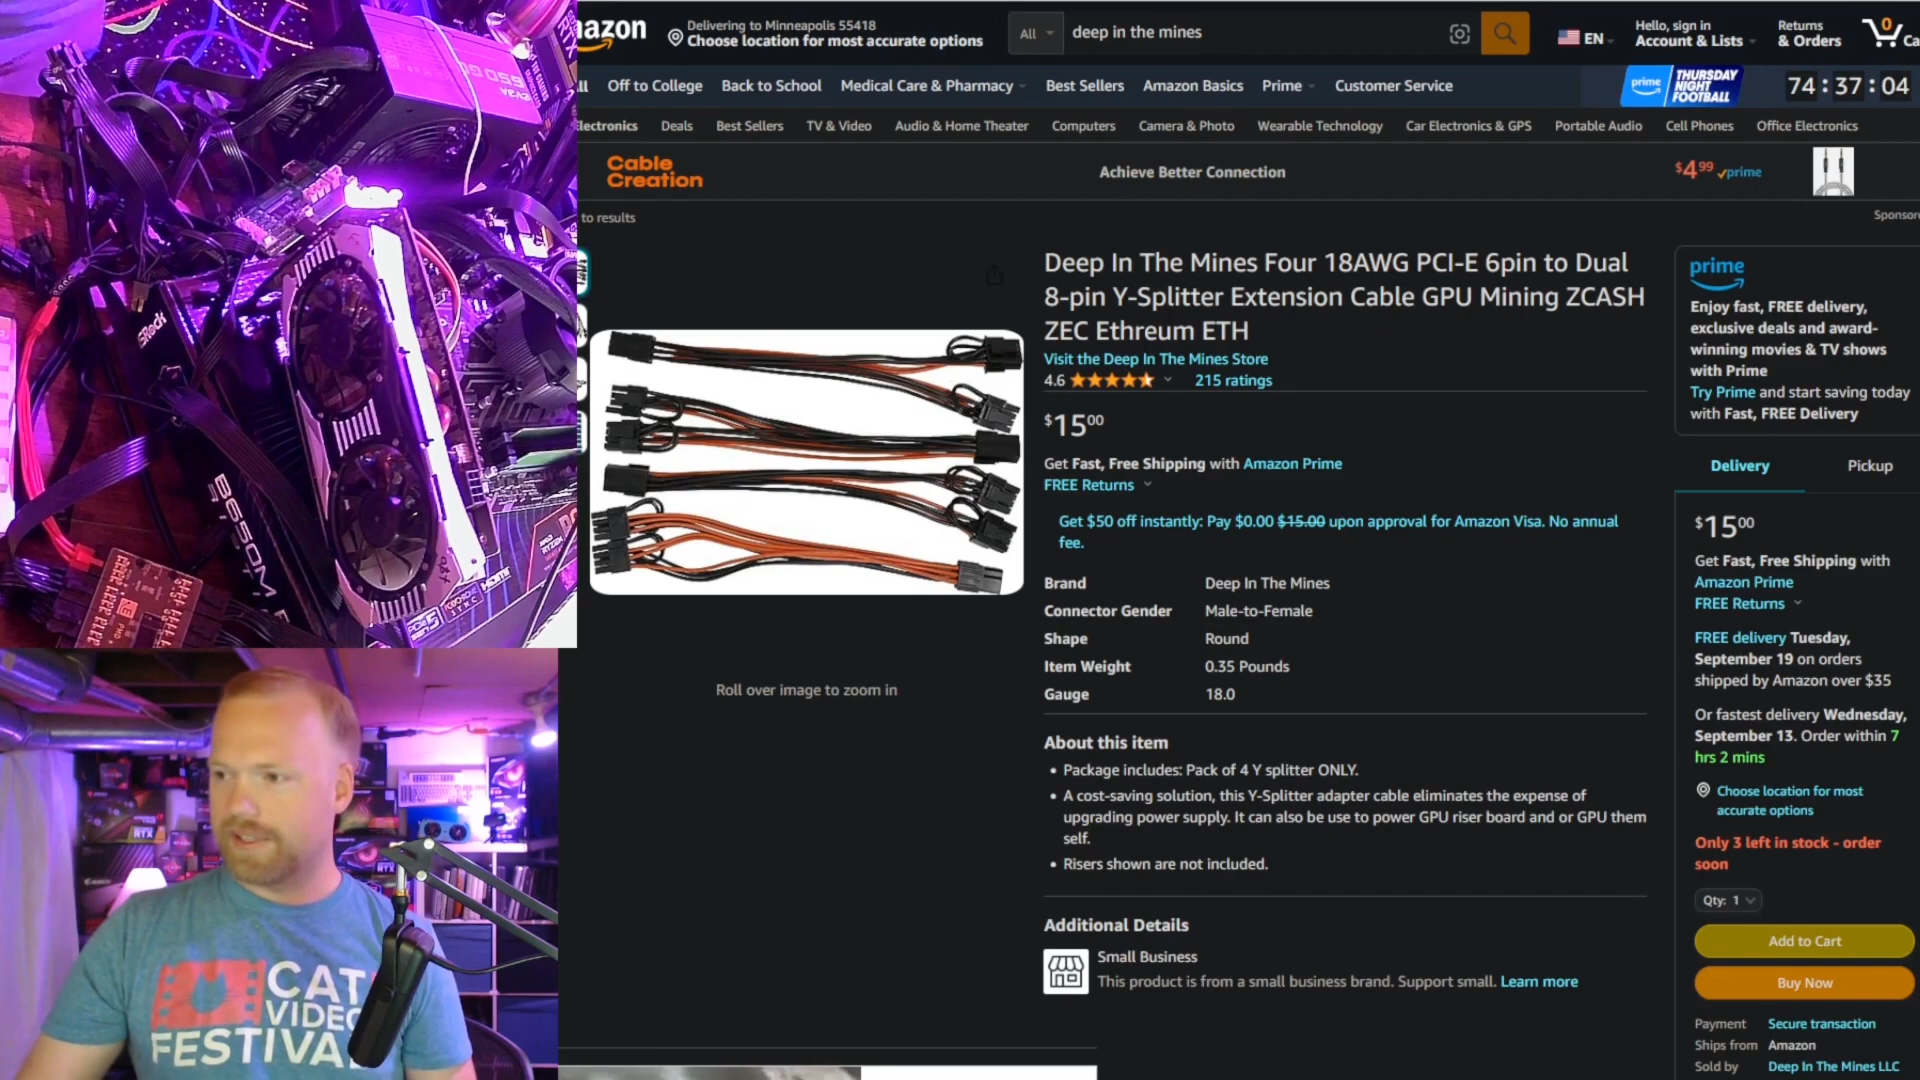 azon
Delivering to Minneapolis 55418
Choose location for most accurate options
All
deep in the mines
EN
Hello, sign in
Account & Lists
Returns
& Orders
0
Ca
ll
Off to College
Back to School
Medical Care & Pharmacy
Best Sellers
Amazon Basics
Prime
Customer Service
prime
THURSDAY
NIGHT
FOOTBALL
74 : 37 : 04
lectronics
Deals
Best Sellers
TV & Video
Audio & Home Theater
Computers
Camera & Photo
Wearable Technology
Car Electronics & GPS
Portable Audio
Cell Phones
Office Electronics
Cable
Creation
Achieve Better Connection
$4.99 prime
Sponsor
to results
Deep In The Mines Four 18AWG PCI-E 6pin to Dual
8-pin Y-Splitter Extension Cable GPU Mining ZCASH
ZEC Ethreum ETH
Visit the Deep In The Mines Store
4.6
215 ratings
$15 00
Get Fast, Free Shipping with Amazon Prime
FREE Returns
Get $50 off instantly: Pay $0.00 $15.00 upon approval for Amazon Visa. No annual
fee.
Brand Deep In The Mines
Connector Gender Male-to-Female
Shape Round
Item Weight 0.35 Pounds
Gauge 18.0
Roll over image to zoom in
About this item
• Package includes: Pack of 4 Y splitter ONLY.
• A cost-saving solution, this Y-Splitter adapter cable eliminates the expense of
upgrading power supply. It can also be use to power GPU riser board and or GPU them
self.
• Risers shown are not included.
Additional Details
Small Business
This product is from a small business brand. Support small. Learn more
prime
Enjoy fast, FREE delivery,
exclusive deals and award-
winning movies & TV shows
with Prime
Try Prime and start saving today
with Fast, FREE Delivery
Delivery
Pickup
$15 00
Get Fast, Free Shipping with
Amazon Prime
FREE Returns
FREE delivery Tuesday,
September 19 on orders
shipped by Amazon over $35
Or fastest delivery Wednesday,
September 13. Order within 7
hrs 2 mins
Choose location for most
accurate options
Only 3 left in stock - order
soon
Qty: 1
Add to Cart
Buy Now
Payment Secure transaction
Ships from Amazon
Sold by Deep In The Mines LLC
B650M
HDMI
RYZEN
RTX
CAT
VIDEO
FESTIVA